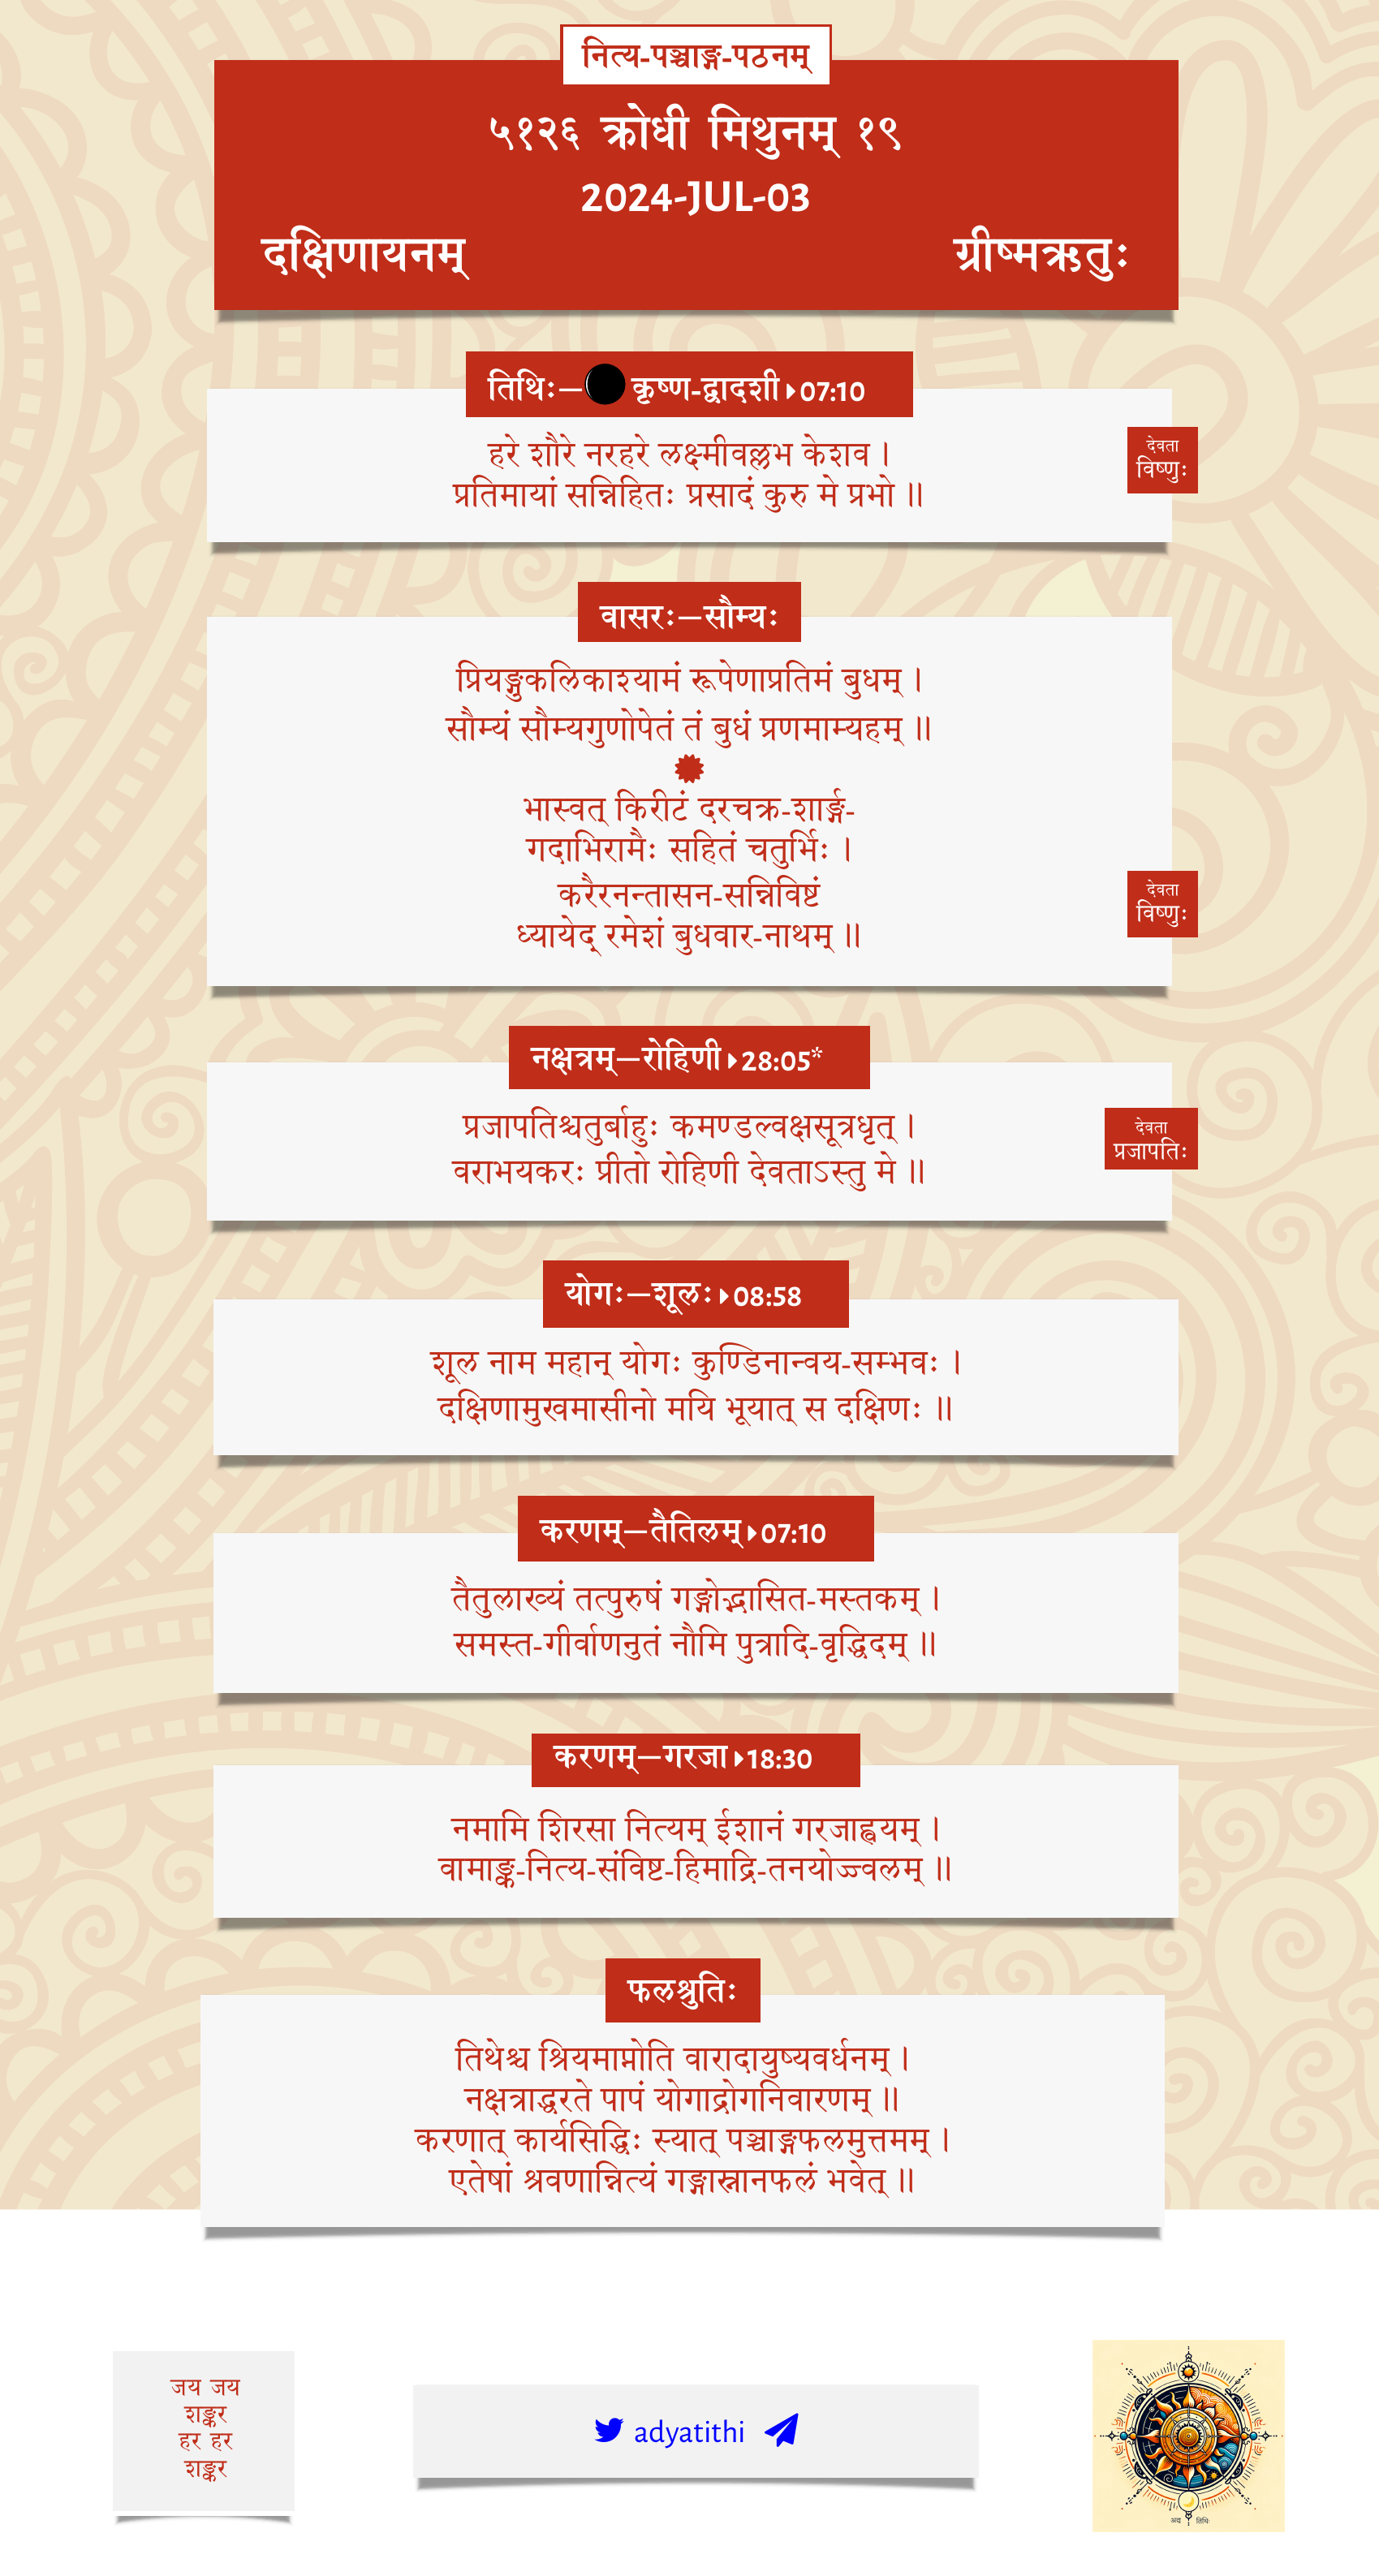 नित्य-पञ्चाङ्ग-पठनम्
५१२६ क्रोधी मिथुनम् १९
2024-JUL-03
दक्षिणायनम् ग्रीष्मऋतुः
तिथिः— कृष्ण-द्वादशी 07:10
हरे शौरे नरहरे लक्ष्मीवल्लभ केशव ।
प्रतिमायां सन्निहितः प्रसादं कुरु मे प्रभो ॥
देवता
विष्णुः
वासरः—सौम्यः
प्रियङ्गुकलिकाश्यामं रूपेणाप्रतिमं बुधम् ।
सौम्यं सौम्यगुणोपेतं तं बुधं प्रणमाम्यहम् ॥
भास्वत् किरीटं दरचक्र-शार्ङ्ग-
गदाभिरामैः सहितं चतुर्भिः ।
करैरनन्तासन-सन्निविष्टं
ध्यायेद् रमेशं बुधवार-नाथम् ॥
देवता
विष्णुः
नक्षत्रम्—रोहिणी 28:05*
प्रजापतिश्चतुर्बाहुः कमण्डल्वक्षसूत्रधृत् ।
वराभयकरः प्रीतो रोहिणी देवताऽस्तु मे ॥
देवता
प्रजापतिः
योगः—शूलः 08:58
शूल नाम महान् योगः कुण्डिनान्वय-सम्भवः ।
दक्षिणामुखमासीनो मयि भूयात् स दक्षिणः ॥
करणम्—तैतिलम् 07:10
तैतुलाख्यं तत्पुरुषं गङ्गोद्भासित-मस्तकम् ।
समस्त-गीर्वाणनुतं नौमि पुत्रादि-वृद्धिदम् ॥
करणम्—गरजा 18:30
नमामि शिरसा नित्यम् ईशानं गरजाह्वयम् ।
वामाङ्क-नित्य-संविष्ट-हिमाद्रि-तनयोज्ज्वलम् ॥
फलश्रुतिः
तिथेश्च श्रियमाप्नोति वारादायुष्यवर्धनम् ।
नक्षत्राद्धरते पापं योगाद्रोगनिवारणम् ॥
करणात् कार्यसिद्धिः स्यात् पञ्चाङ्गफलमुत्तमम् ।
एतेषां श्रवणान्नित्यं गङ्गास्नानफलं भवेत् ॥
जय जय
शङ्कर
हर हर
शङ्कर
adyatithi
अद्य तिथिः